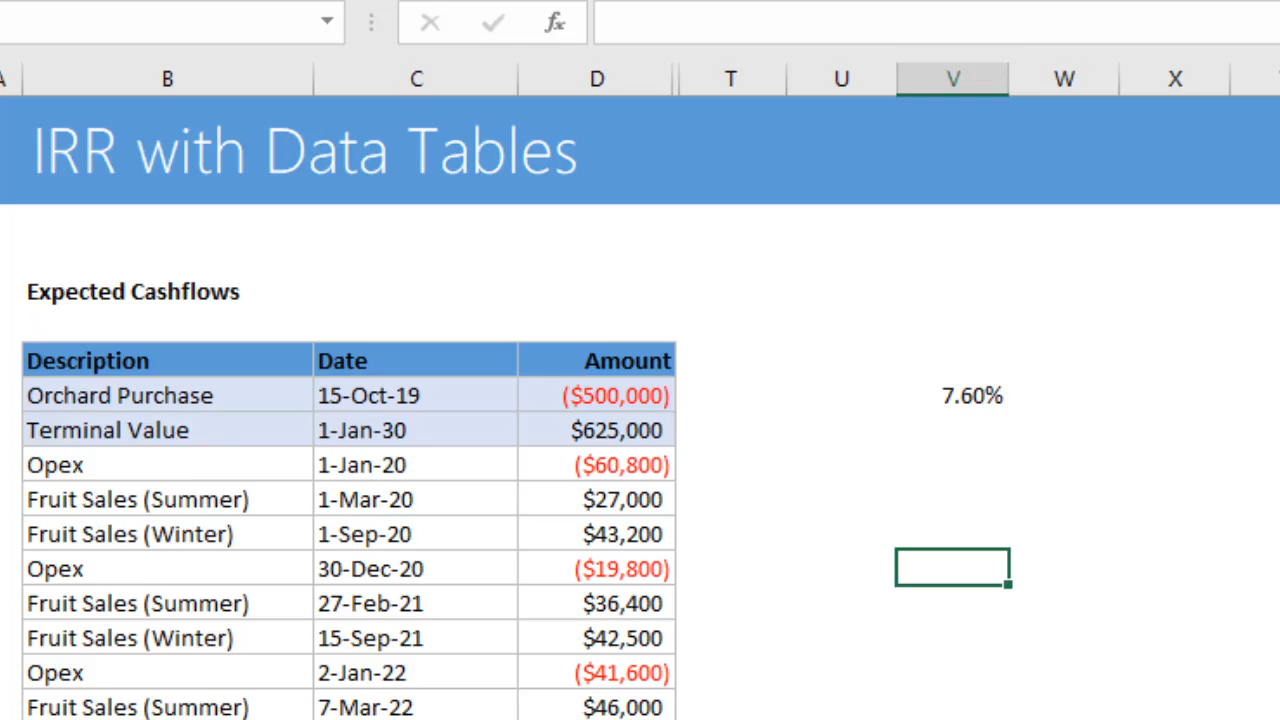 fx
A B C D T U V W X
IRR with Data Tables
Expected Cashflows
Description Date Amount
Orchard Purchase 15-Oct-19 ($500,000) 7.60%
Terminal Value 1-Jan-30 $625,000
Opex 1-Jan-20 ($60,800)
Fruit Sales (Summer) 1-Mar-20 $27,000
Fruit Sales (Winter) 1-Sep-20 $43,200
Opex 30-Dec-20 ($19,800)
Fruit Sales (Summer) 27-Feb-21 $36,400
Fruit Sales (Winter) 15-Sep-21 $42,500
Opex 2-Jan-22 ($41,600)
Fruit Sales (Summer) 7-Mar-22 $46,000